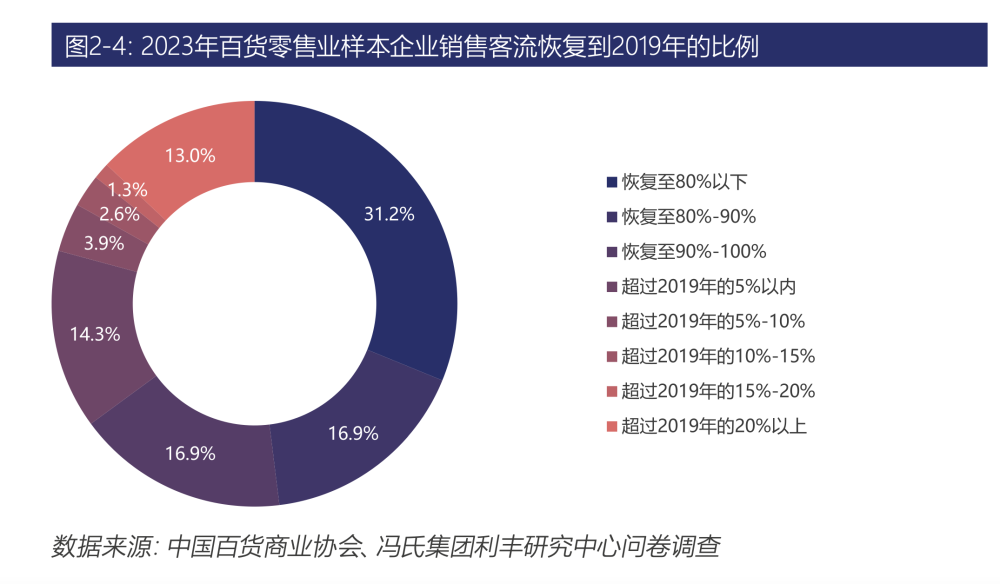 图2-4: 2023年百货零售业样本企业销售客流恢复到2019年的比例
13.0%
1.3%
2.6%
3.9%
14.3%
16.9%
16.9%
31.2%
恢复至80%以下
恢复至80%-90%
恢复至90%-100%
超过2019年的5%以内
超过2019年的5%-10%
超过2019年的10%-15%
超过2019年的15%-20%
超过2019年的20%以上
数据来源: 中国百货商业协会、冯氏集团利丰研究中心问卷调查